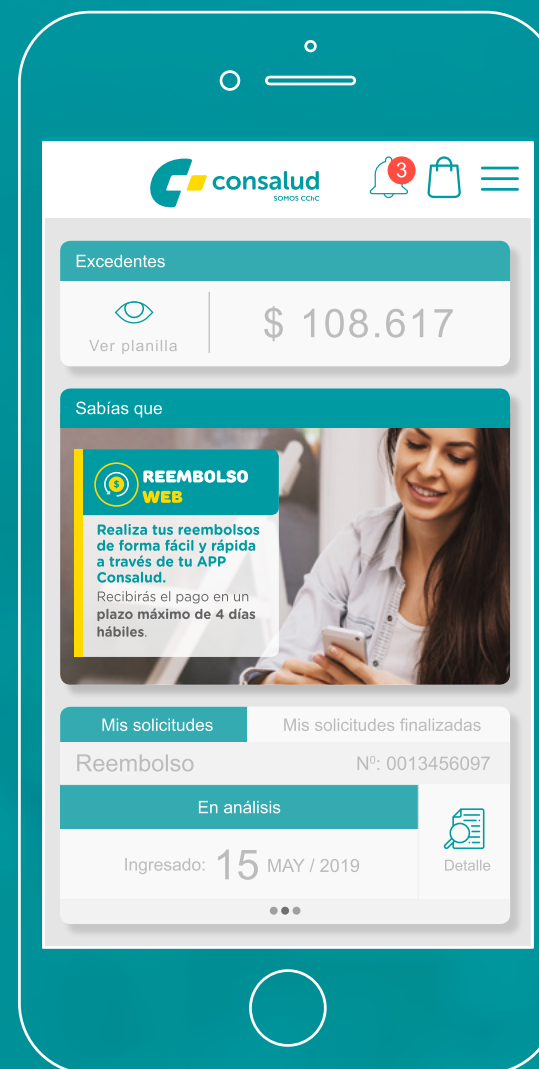 consalud
SOMOS CChC
3
Excedentes
Ver planilla
$ 108.617
Sabías que
REEMBOLSO
WEB
Realiza tus reembolsos
de forma fácil y rápida
a través de tu APP
Consalud.
Recibirás el pago en un
plazo máximo de 4 días
hábiles.
Mis solicitudes
Mis solicitudes finalizadas
Reembolso
Nº: 0013456097
En análisis
Ingresado: 15 MAY / 2019
Detalle